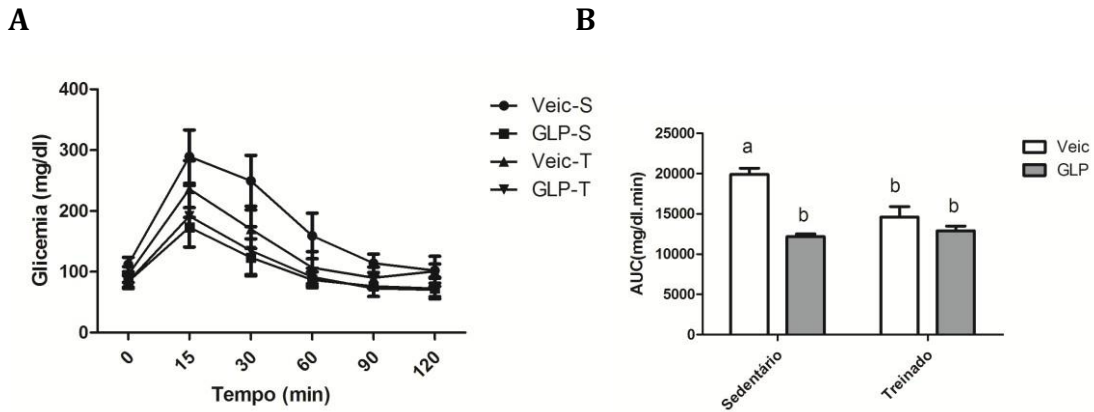 A
B
Glicemia (mg/dl)
400
300
200
100
0
0
15
30
60
90
120
Tempo (min)
Veic-S
GLP-S
Veic-T
GLP-T
AUC(mg/dl.min)
25000
20000
15000
10000
5000
0
a
b
b
b
Sedentário
Treinado
Veic
GLP